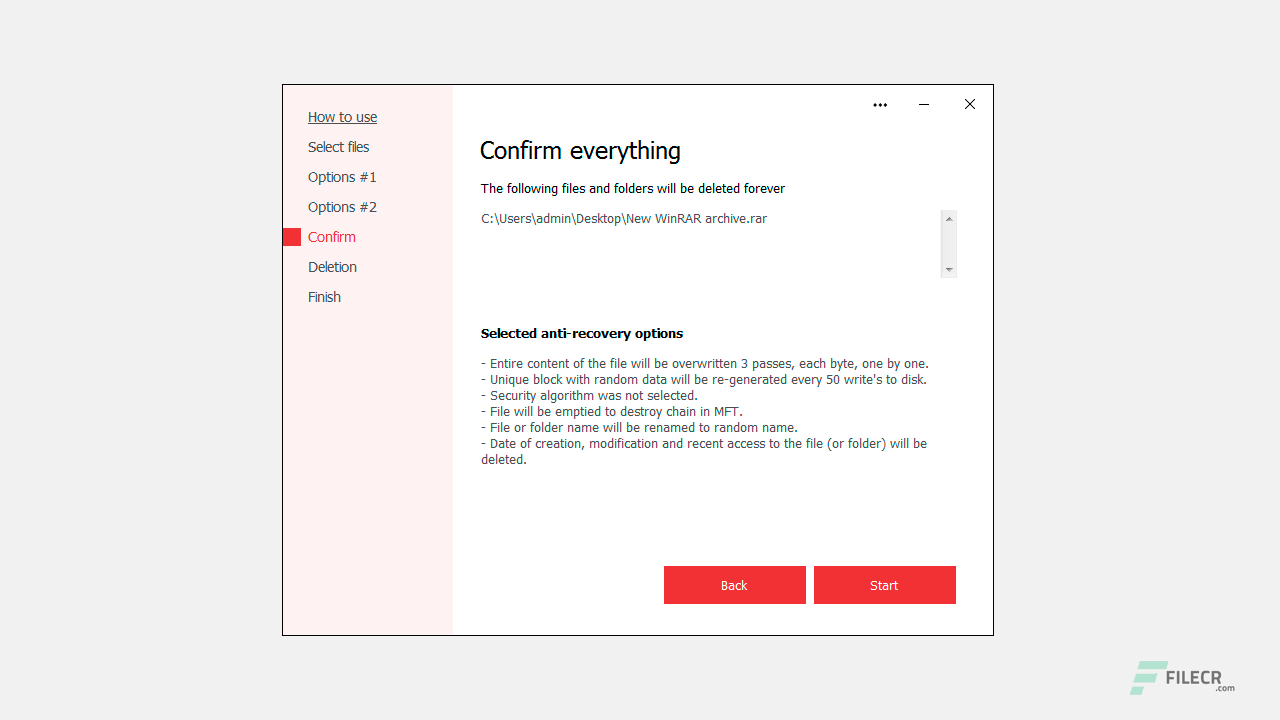 How to use
Select files
Options #1
Options #2
Confirm
Deletion
Finish
Confirm everything
The following files and folders will be deleted forever
C:\Users\admin\Desktop\New WinRAR archive.rar
Selected anti-recovery options
- Entire content of the file will be overwritten 3 passes, each byte, one by one.
- Unique block with random data will be re-generated every 50 write's to disk.
- Security algorithm was not selected.
- File will be emptied to destroy chain in MFT.
- File or folder name will be renamed to random name.
- Date of creation, modification and recent access to the file (or folder) will be
deleted.
Back
Start
FILECR
.com